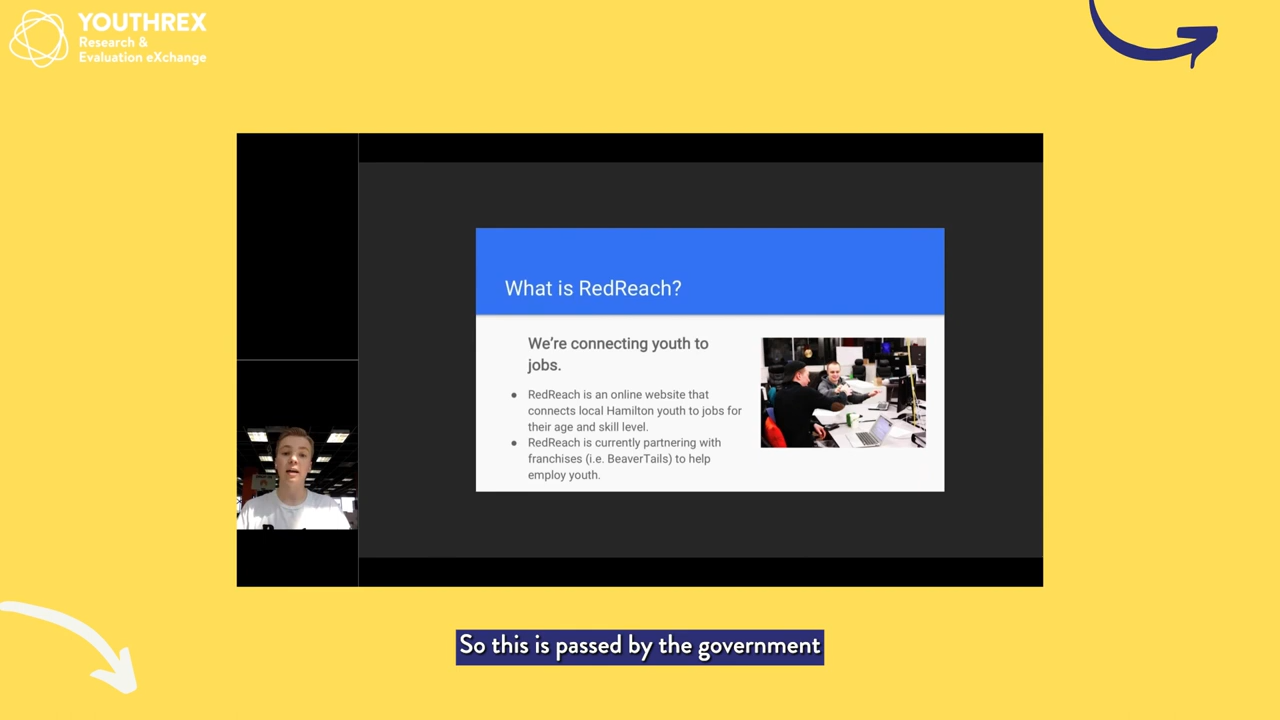 YOUTHREX
Research &
Evaluation eXchange
What is RedReach?
We’re connecting youth to
jobs.
● RedReach is an online website that
connects local Hamilton youth to jobs for
their age and skill level.
● RedReach is currently partnering with
franchises (i.e. BeaverTails) to help
employ youth.
So this is passed by the government